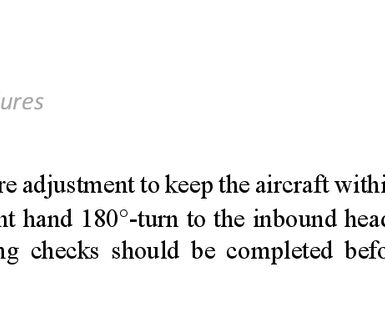 ures
re adjustment to keep the aircraft withi
nt hand 180°-turn to the inbound head
ng checks should be completed befo